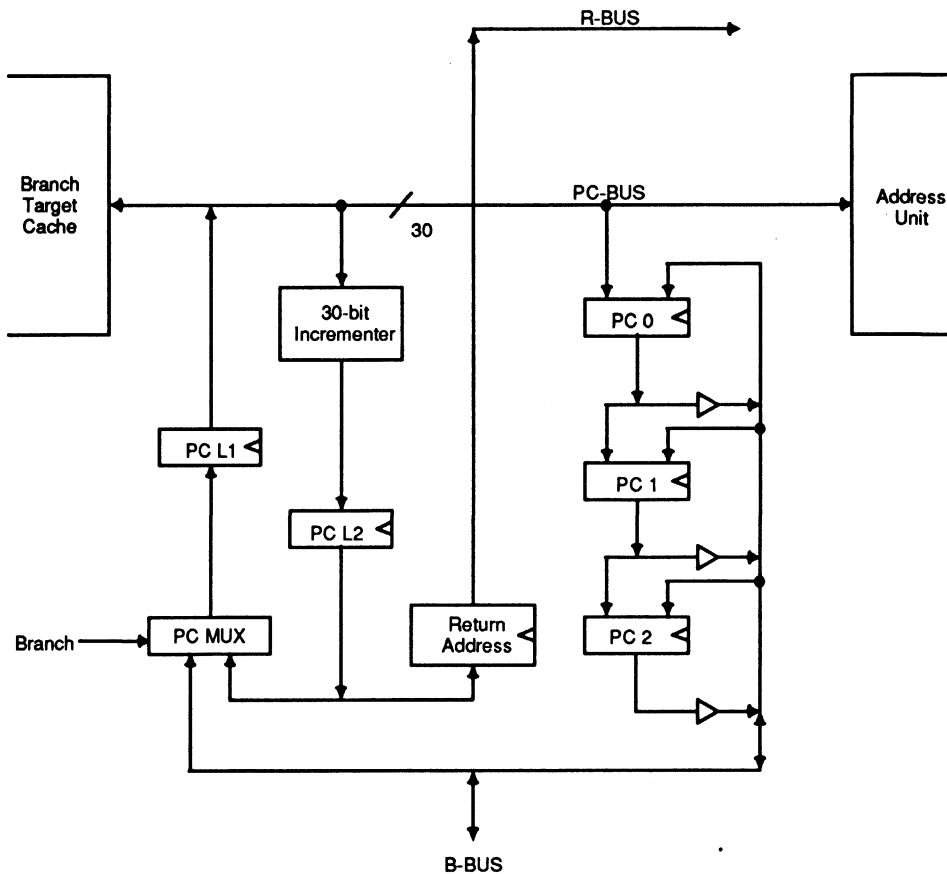 R-BUS
Branch
Target
Cache
PC-BUS
Address
Unit
30
30-bit
Incrementer
PC 0
PC L1
PC 1
PC L2
Branch
PC MUX
Return
Address
PC 2
B-BUS